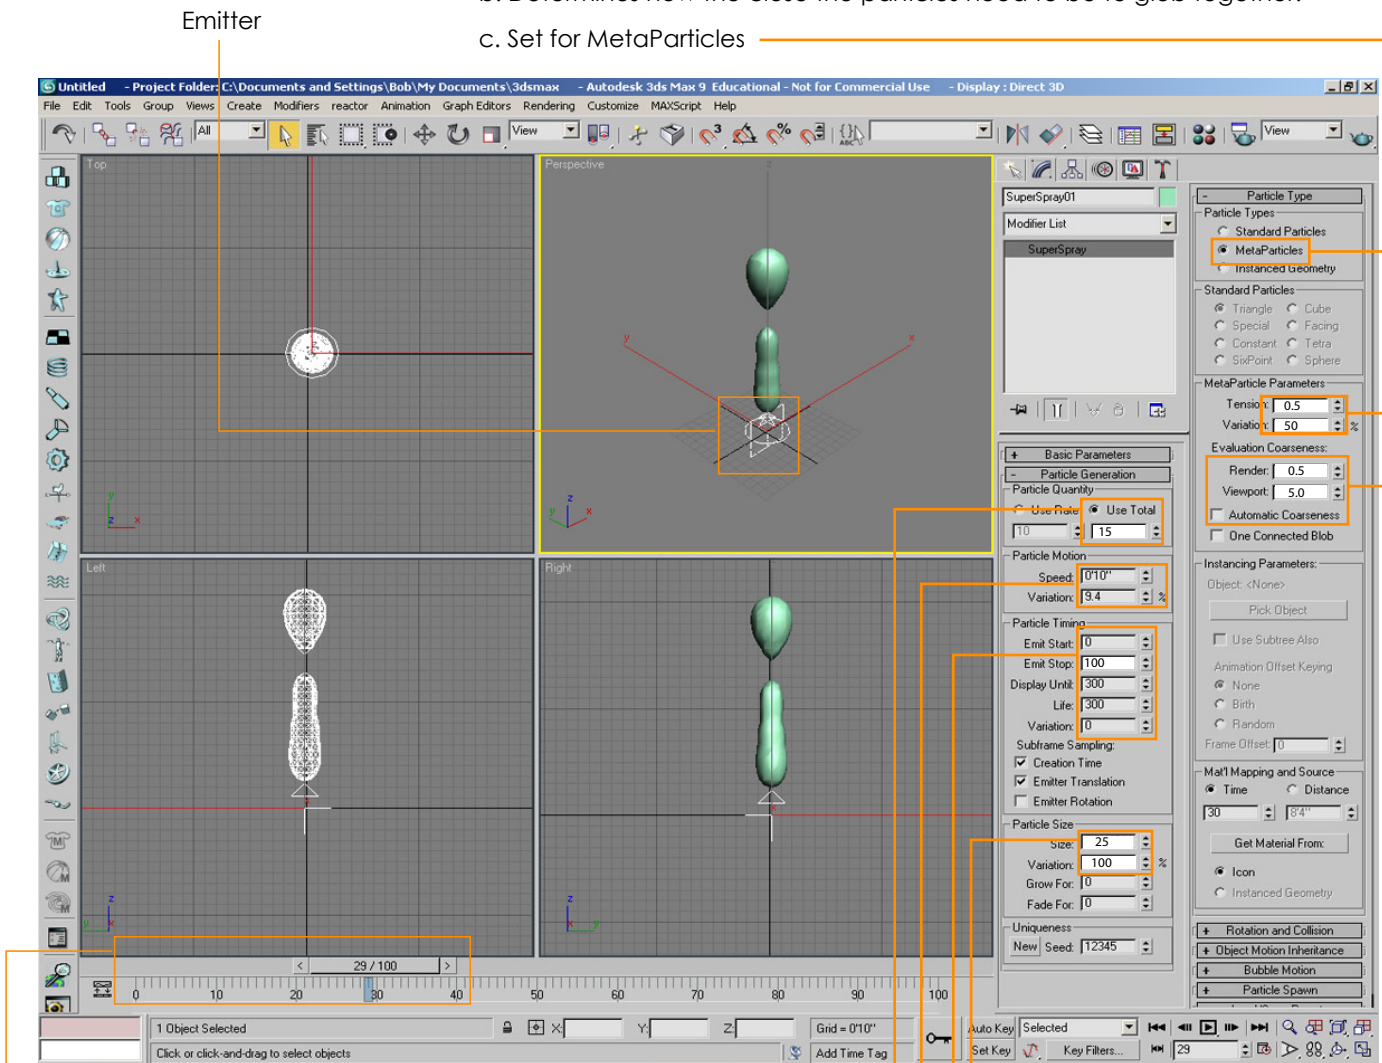 b. Determines how the close the particles need to be to glob together.
Emitter
c. Set for MetaParticles
Untitled - Project Folder: C:\Documents and Settings\Bob\My Documents\3dsmax - Autodesk 3ds Max 9 Educational - Not for Commercial Use - Display : Direct 3D
File Edit Tools Group Views Create Modifiers reactor Animation Graph Editors Rendering Customize MAXScript Help
All
View
View
Top
Perspective
Left
Right
SuperSpray01
Modifier List
SuperSpray
+ Basic Parameters
- Particle Generation
Particle Quantity
Use Rate Use Total
10 15
Particle Motion
Speed: 0'10"
Variation: 9.4 %
Particle Timing
Emit Start: 0
Emit Stop: 100
Display Until: 300
Life: 300
Variation: 0
Subframe Sampling:
Creation Time
Emitter Translation
Emitter Rotation
Particle Size
Size: 25
Variation: 100 %
Grow For: 0
Fade For: 0
Uniqueness
New Seed: 12345
- Particle Type
Particle Types
Standard Particles
MetaParticles
Instanced Geometry
Standard Particles
Triangle Cube
Special Facing
Constant Tetra
SixPoint Sphere
MetaParticle Parameters
Tension: 0.5
Variation: 50 %
Evaluation Coarseness:
Render: 0.5
Viewport: 5.0
Automatic Coarseness
One Connected Blob
Instancing Parameters:
Object: <None>
Pick Object
Use Subtree Also
Animation Offset Keying
None
Birth
Random
Frame Offset: 0
Mat'l Mapping and Source
Time Distance
30 8'4"
Get Material From:
Icon
Instanced Geometry
+ Rotation and Collision
+ Object Motion Inheritance
+ Bubble Motion
+ Particle Spawn
< 29 / 100 >
0 10 20 30 40 50 60 70 80 90 100
1 Object Selected X: Y: Z: Grid = 0'10" Auto Key Selected
Click or click-and-drag to select objects Add Time Tag Set Key Key Filters... 29